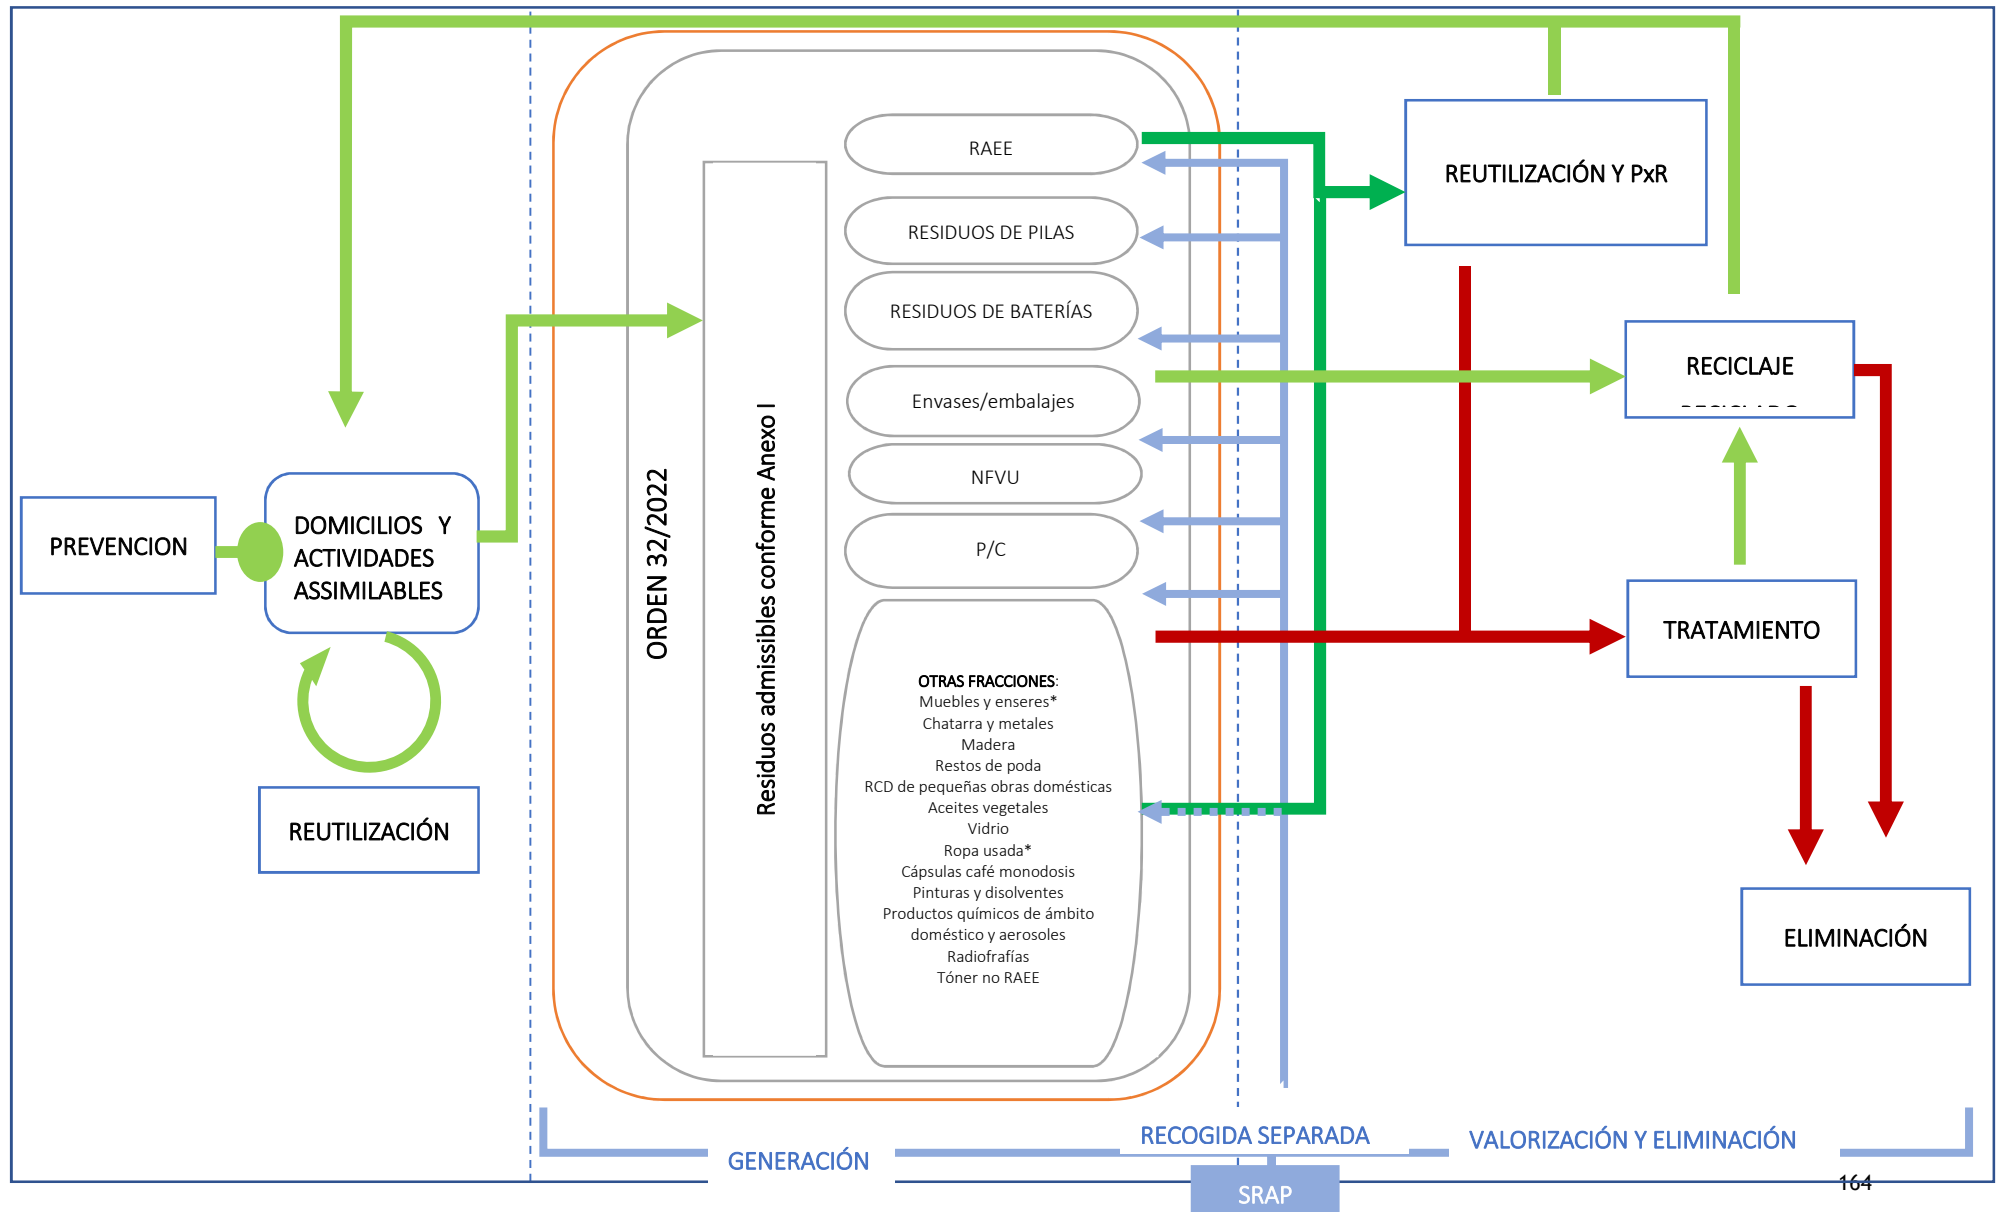 PREVENCION
DOMICILIOS Y
ACTIVIDADES
ASSIMILABLES
REUTILIZACIÓN
ORDEN 32/2022
Residuos admissibles conforme Anexo I
RAEE
RESIDUOS DE PILAS
RESIDUOS DE BATERÍAS
Envases/embalajes
NFVU
P/C
OTRAS FRACCIONES:
Muebles y enseres*
Chatarra y metales
Madera
Restos de poda
RCD de pequeñas obras domésticas
Aceites vegetales
Vidrio
Ropa usada*
Cápsulas café monodosis
Pinturas y disolventes
Productos químicos de ámbito
doméstico y aerosoles
Radiofrafías
Tóner no RAEE
REUTILIZACIÓN Y PxR
RECICLAJE
TRATAMIENTO
ELIMINACIÓN
GENERACIÓN
RECOGIDA SEPARADA
VALORIZACIÓN Y ELIMINACIÓN
SRAP
164